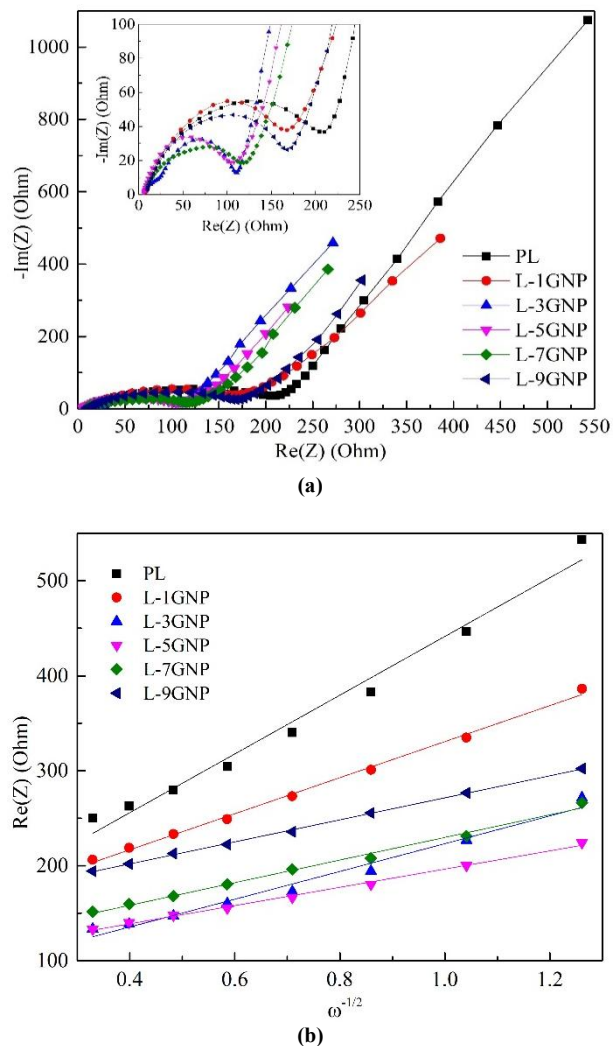 1000
800
600
400
200
0
-Im(Z) (Ohm)
100
80
60
40
20
0
-Im(Z) (Ohm)
0 50 100 150 200 250
Re(Z) (Ohm)
PL
L-1GNP
L-3GNP
L-5GNP
L-7GNP
L-9GNP
0 50 100 150 200 250 300 350 400 450 500 550
Re(Z) (Ohm)
(a)
500
400
300
200
100
Re(Z) (Ohm)
PL
L-1GNP
L-3GNP
L-5GNP
L-7GNP
L-9GNP
0.4 0.6 0.8 1.0 1.2
ω-1/2
(b)